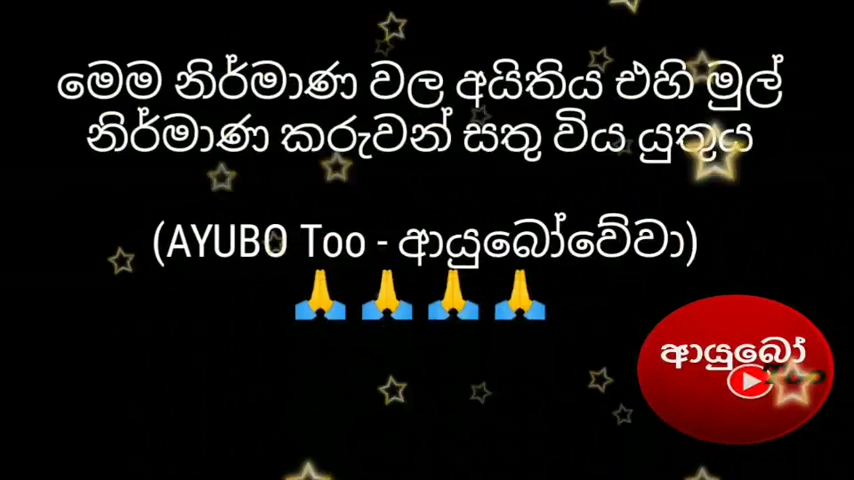 මෙම නිර්මාණ වල අයිතිය එහි මුල්
නිර්මාණ කරුවන් සතු විය යුතුය
(AYUBO Too - ආයුබෝවේවා)
🙏 🙏 🙏 🙏
ආයුබෝ